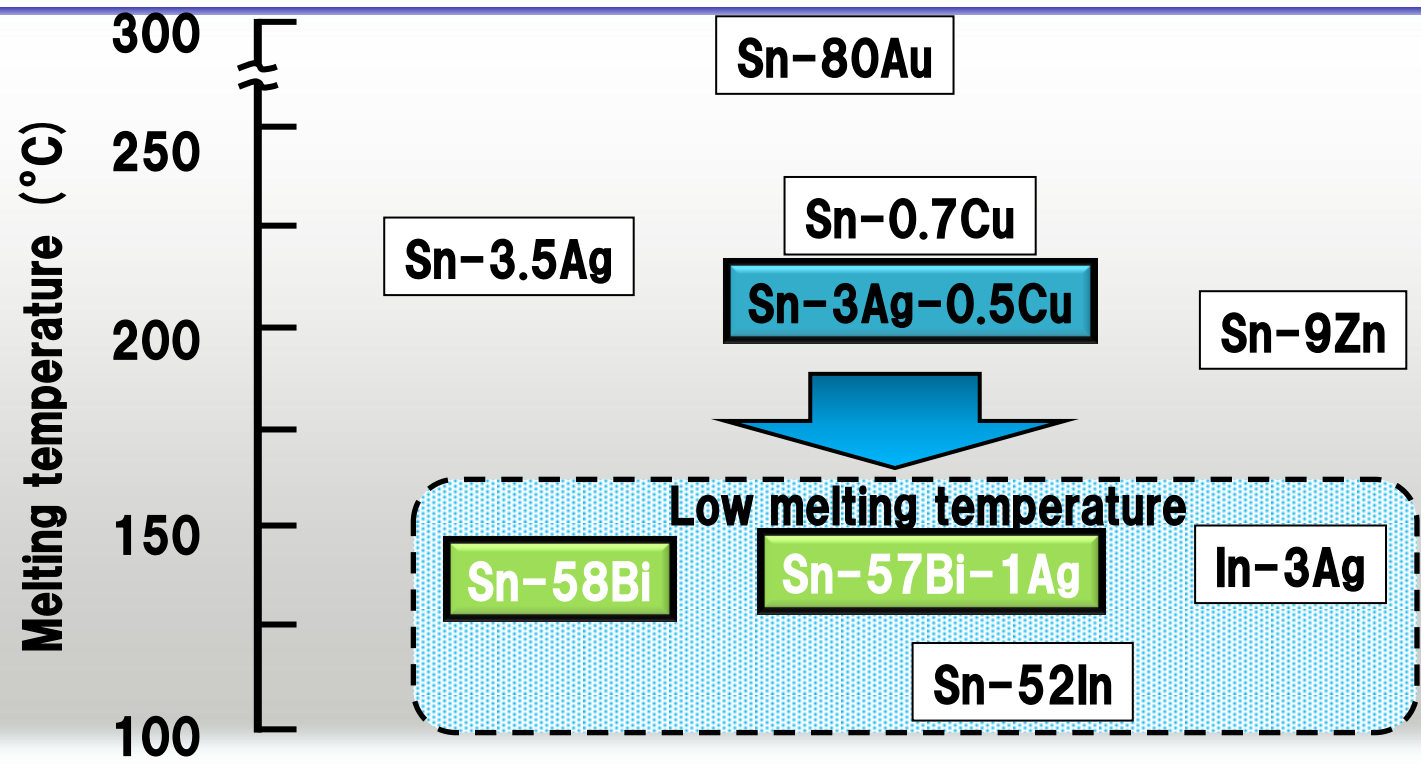 Melting temperature (°C)
300
250
200
150
100
Sn-80Au
Sn-0.7Cu
Sn-3.5Ag
Sn-3Ag-0.5Cu
Sn-9Zn
Low melting temperature
Sn-58Bi
Sn-57Bi-1Ag
In-3Ag
Sn-52In